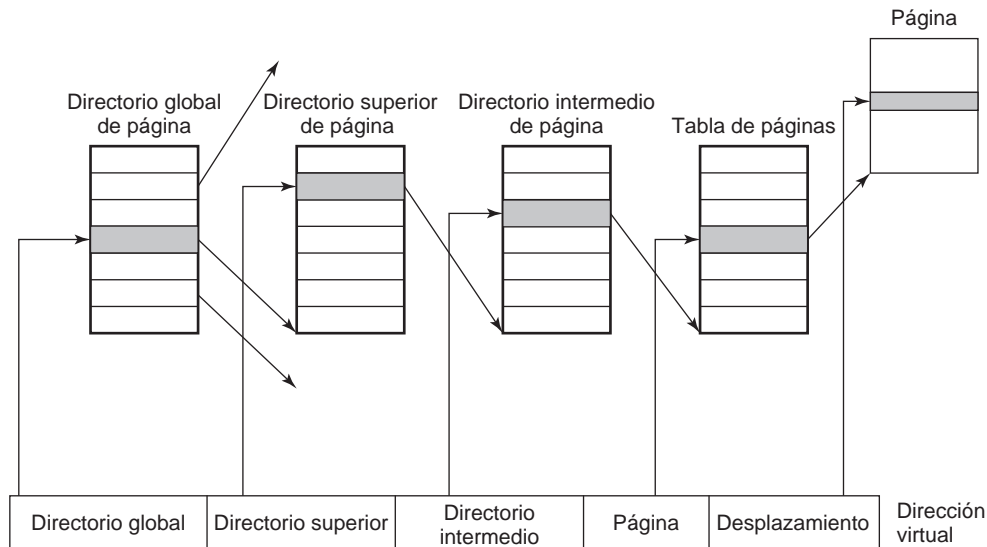 Página
Directorio global
de página
Directorio superior
de página
Directorio intermedio
de página
Tabla de páginas
Directorio global
Directorio superior
Directorio
intermedio
Página
Desplazamiento
Dirección
virtual